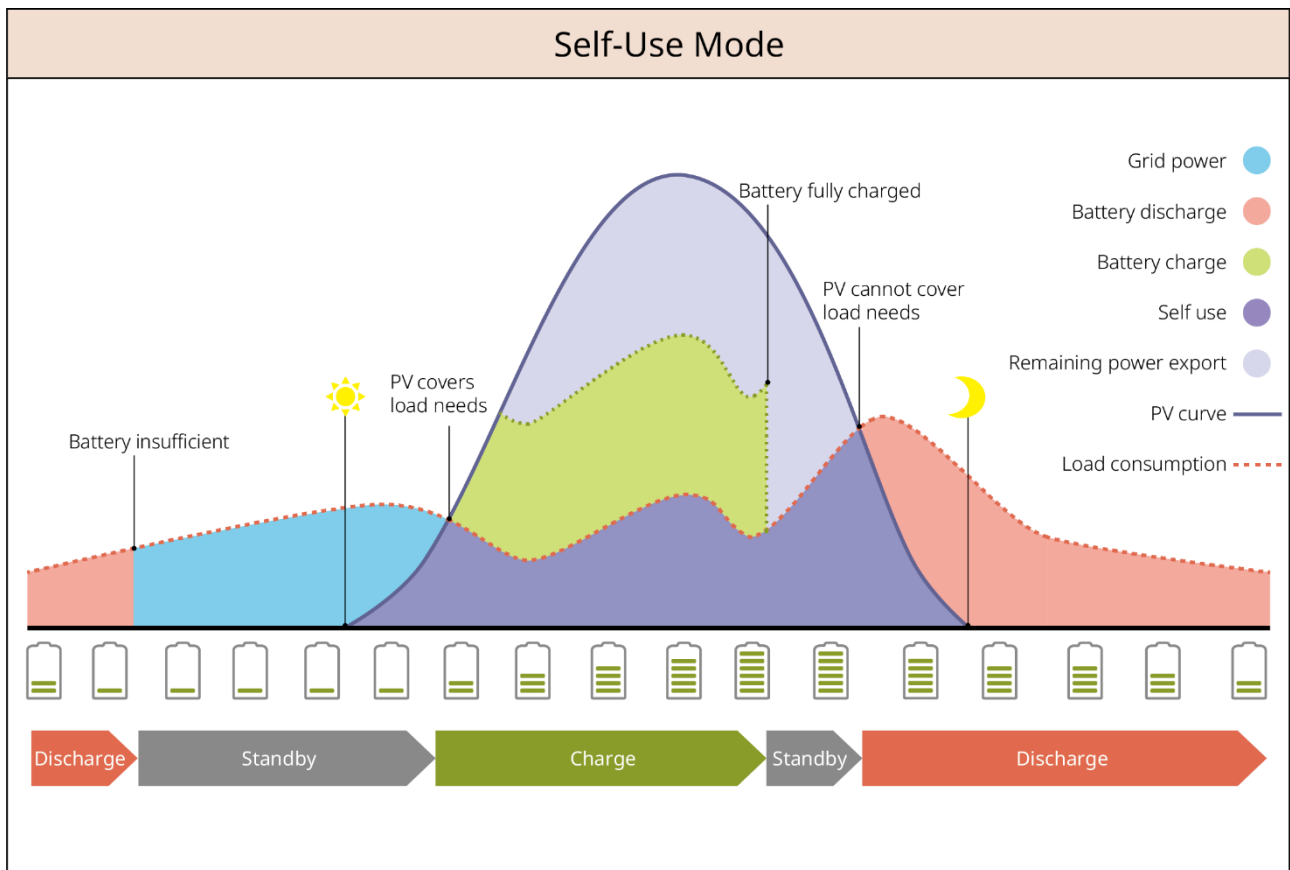 Self-Use Mode
Grid power
Battery discharge
Battery charge
Self use
Remaining power export
PV curve
Load consumption
Battery fully charged
PV cannot cover
load needs
PV covers
load needs
Battery insufficient
Discharge
Standby
Charge
Standby
Discharge